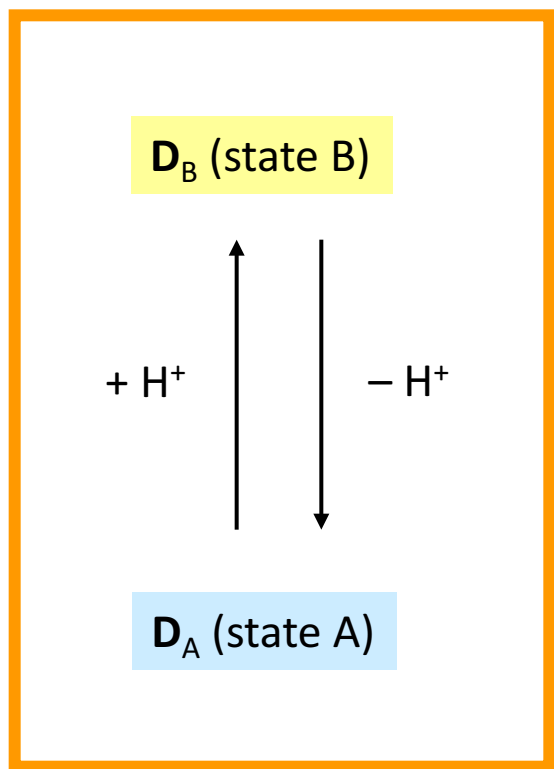 D_B (state B)
+ H⁺ – H⁺
D_A (state A)